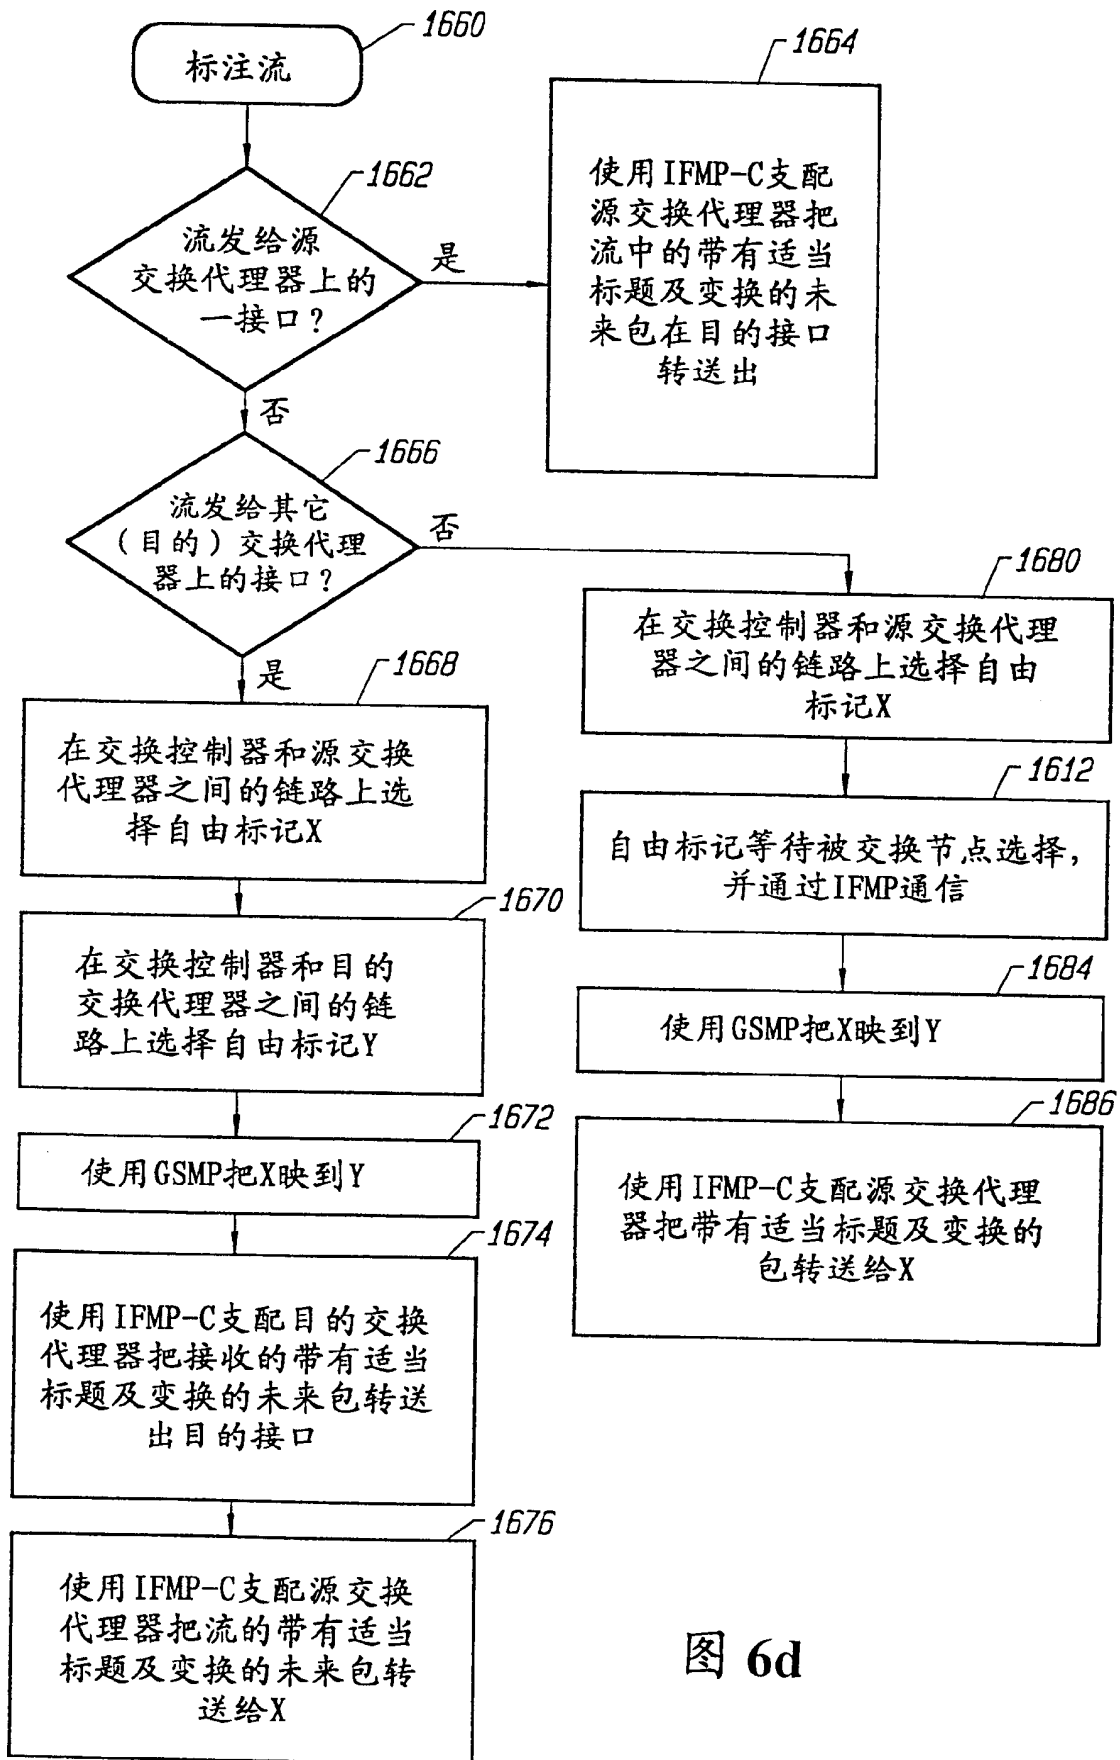 1660
标注流
1664
使用IFMP-C支配
源交换代理器把
流中的带有适当
标题及变换的未
来包在目的接口
转送出
1662
流发给源
交换代理器上的
一接口?
是
否
1666
流发给其它
(目的)交换代理
器上的接口?
否
是
1668
在交换控制器和源交换
代理器之间的链路上选
择自由标记X
1670
在交换控制器和目的
交换代理器之间的链
路上选择自由标记Y
1672
使用GSMP把X映到Y
1674
使用IFMP-C支配目的交换
代理器把接收的带有适当
标题及变换的未来包转送
出目的接口
1676
使用IFMP-C支配源交换
代理器把流的带有适当
标题及变换的未来包转
送给X
1680
在交换控制器和源交换代理
器之间的链路上选择自由
标记X
1612
自由标记等待被交换节点选择,
并通过IFMP通信
1684
使用GSMP把X映到Y
1686
使用IFMP-C支配源交换代理
器把带有适当标题及变换的
包转送给X
图 6d